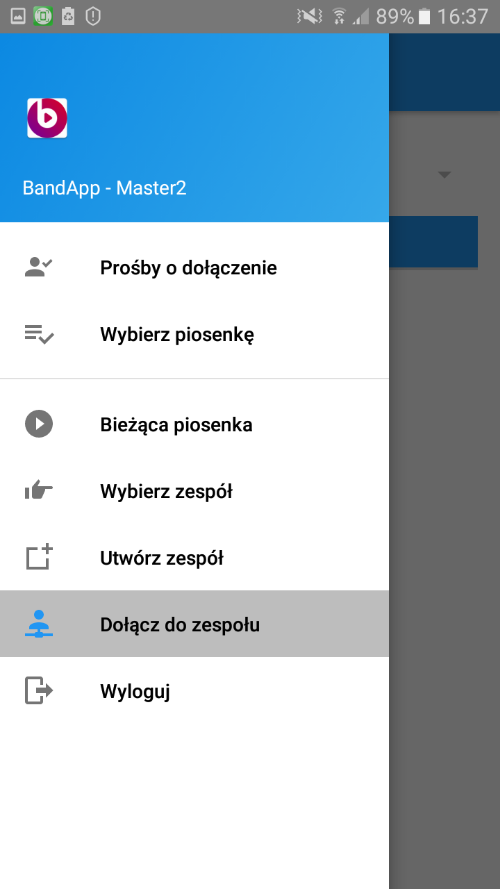 89% 16:37
b
BandApp - Master2
Prośby o dołączenie
Wybierz piosenkę
Bieżąca piosenka
Wybierz zespół
Utwórz zespół
Dołącz do zespołu
Wyloguj